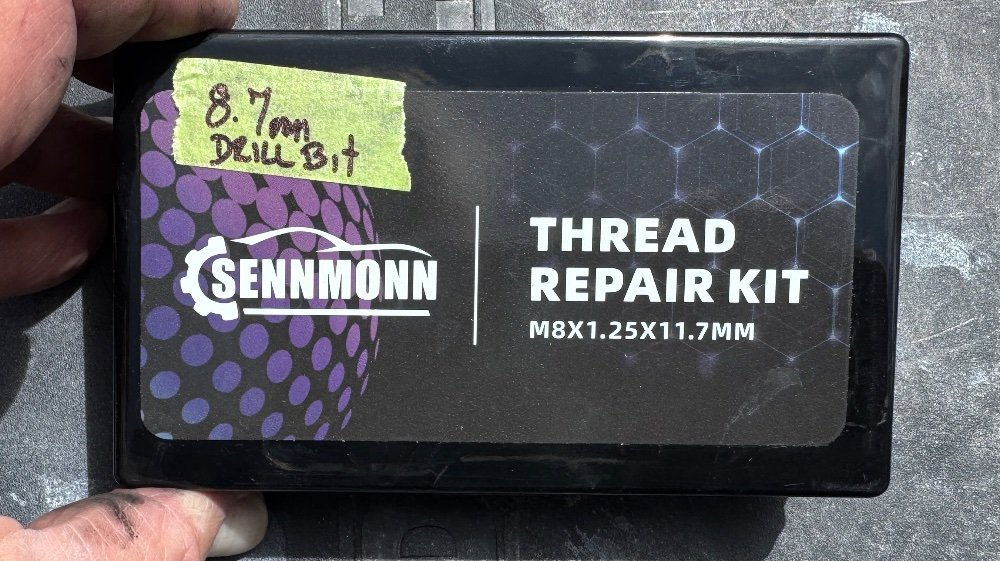 8.7mm
DRILL Bit
SENNMONN
THREAD
REPAIR KIT
M8X1.25X11.7MM